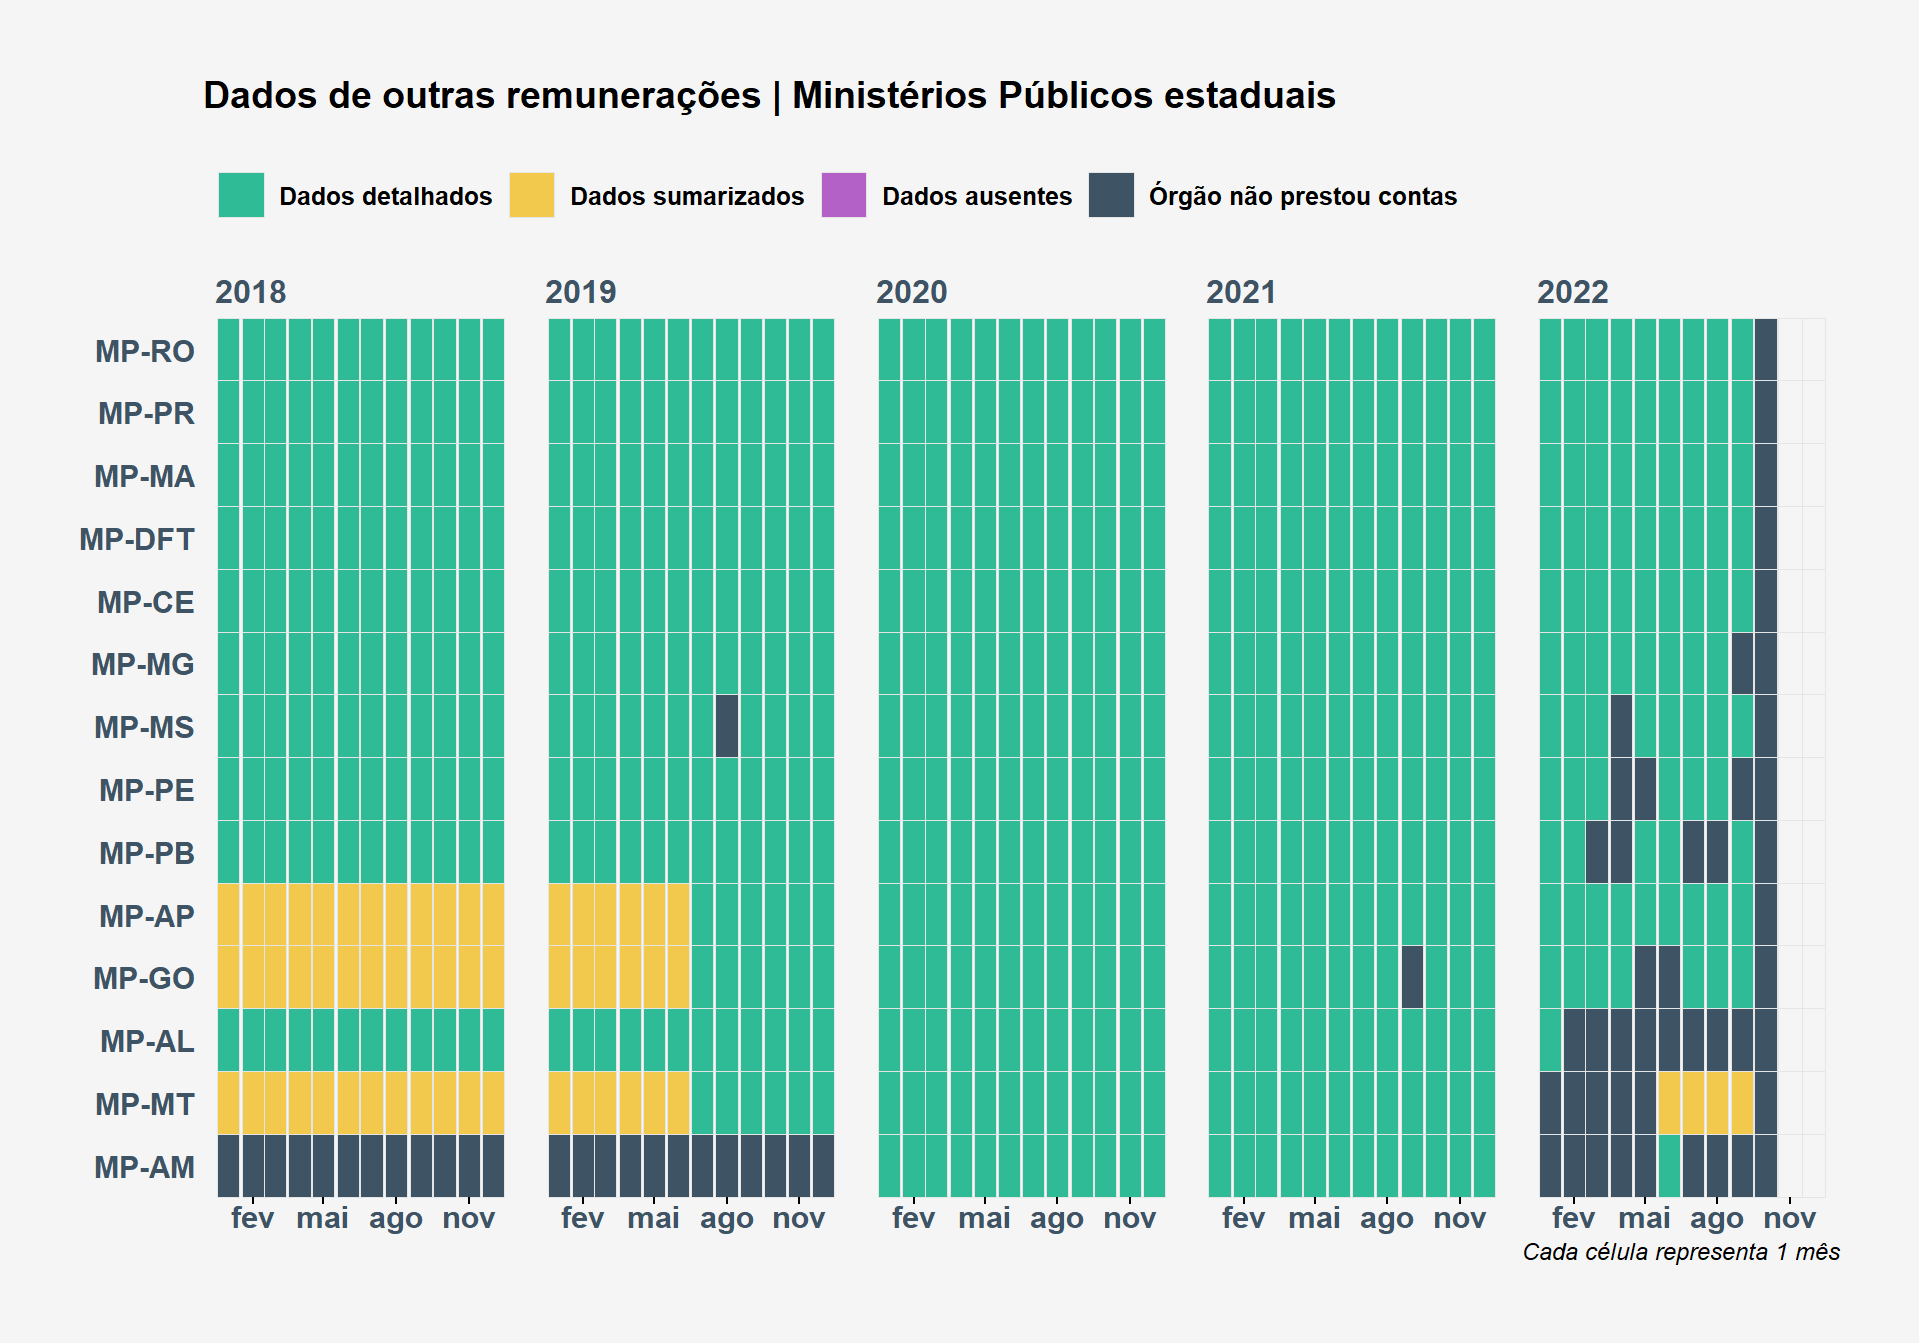 Dados de outras remunerações | Ministérios Públicos estaduais
Dados detalhados Dados sumarizados Dados ausentes Órgão não prestou contas
2018 2019 2020 2021 2022
MP-RO
MP-PR
MP-MA
MP-DFT
MP-CE
MP-MG
MP-MS
MP-PE
MP-PB
MP-AP
MP-GO
MP-AL
MP-MT
MP-AM
fev mai ago nov fev mai ago nov fev mai ago nov fev mai ago nov fev mai ago nov
Cada célula representa 1 mês